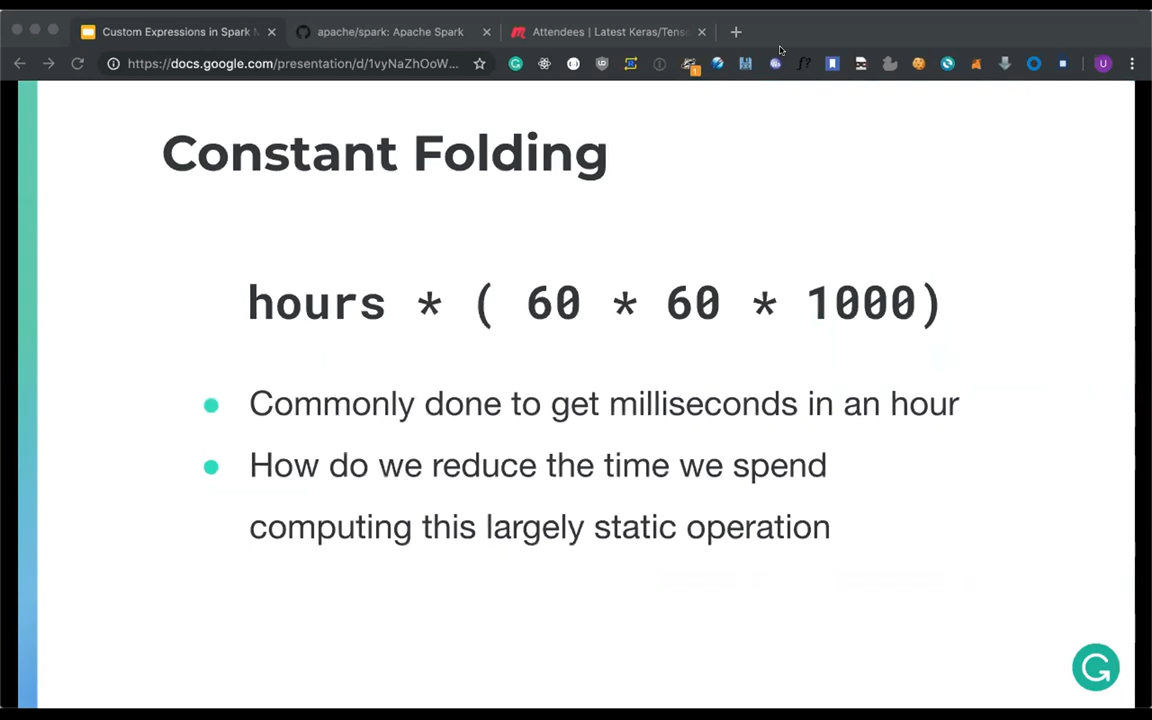 Custom Expressions in Spark
apache/spark: Apache Spark
Attendees | Latest Keras/Tens
https://docs.google.com/presentation/d/1vyNaZhOoW...
U
Constant Folding
hours * ( 60 * 60 * 1000)
Commonly done to get milliseconds in an hour
How do we reduce the time we spend
computing this largely static operation